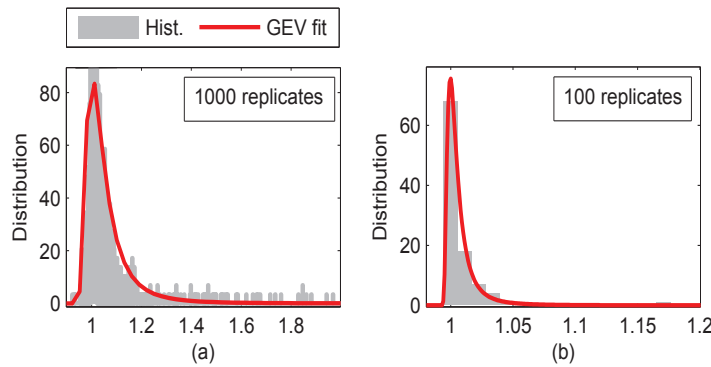 Hist. GEV fit
1000 replicates
Distribution
80
60
40
20
0
1 1.2 1.4 1.6 1.8
(a)
100 replicates
Distribution
60
40
20
0
1 1.05 1.1 1.15 1.2
(b)